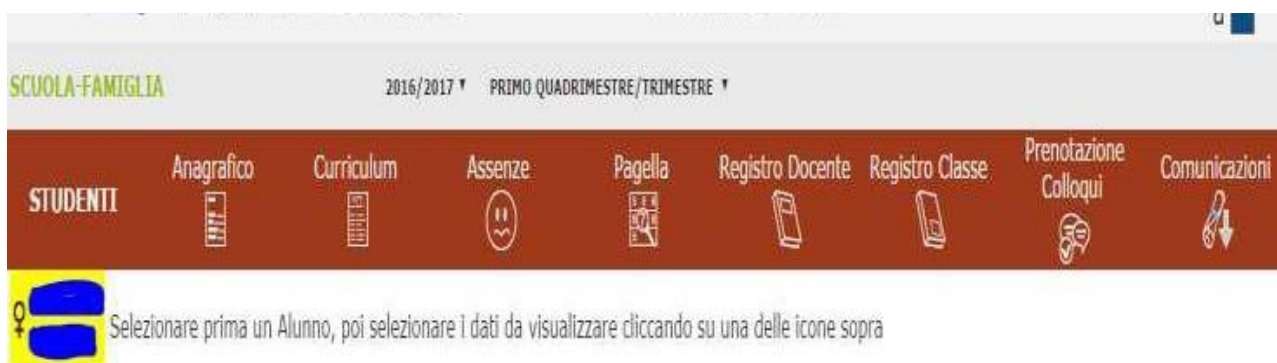 SCUOLA-FAMIGLIA 2016/2017 PRIMO QUADRIMESTRE/TRIMESTRE
STUDENTI Anagrafico Curriculum Assenze Pagella Registro Docente Registro Classe Prenotazione Colloqui Comunicazioni
Selezionare prima un Alunno, poi selezionare i dati da visualizzare cliccando su una delle icone sopra